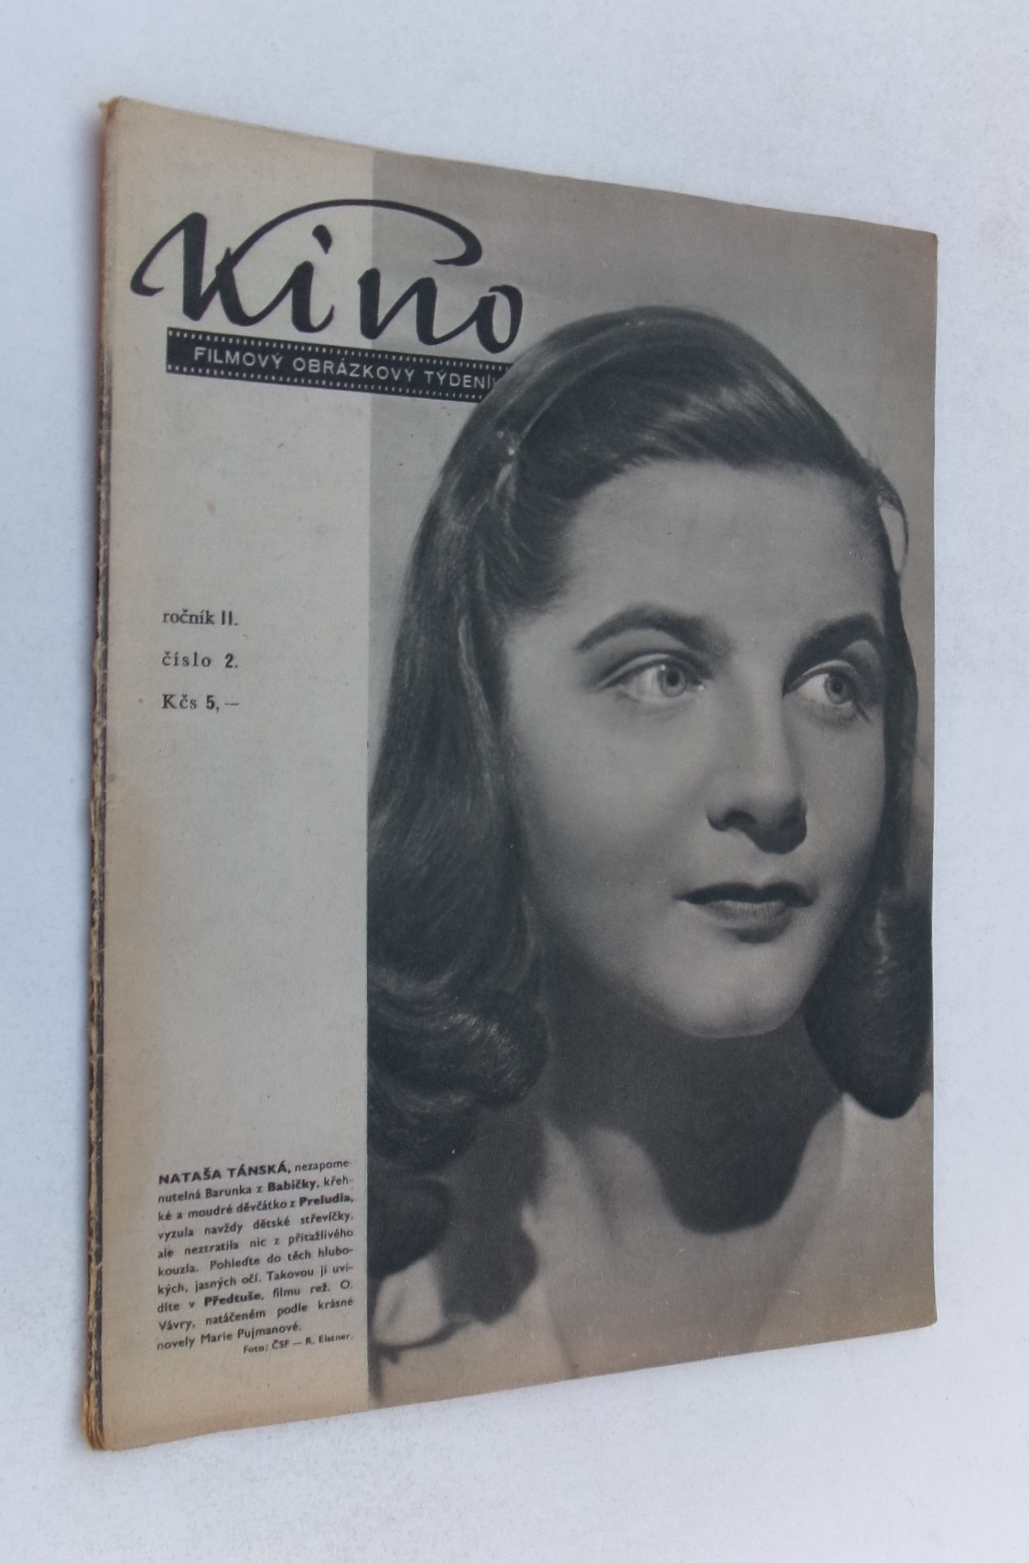 Kino
FILMOVÝ OBRÁZKOVÝ TÝDENÍK
ročník II.
číslo 2.
Kčs 5,—
NATAŠA TÁNSKÁ, nezapome-
nutelná Barunka z Babičky, křeh-
ké a moudré děvčátko z Preludia,
vyzula navždy dětské střevíčky,
ale neztratila nic z přitažlivého
kouzla. Pohleďte do těch hlubo-
kých, jasných očí. Takovou ji uvi-
díte v Předtuše, filmu rež. O.
Vávry, natáčeném podle krásné
novely Marie Pujmanové.
Foto: ČSF — R. Elstner.